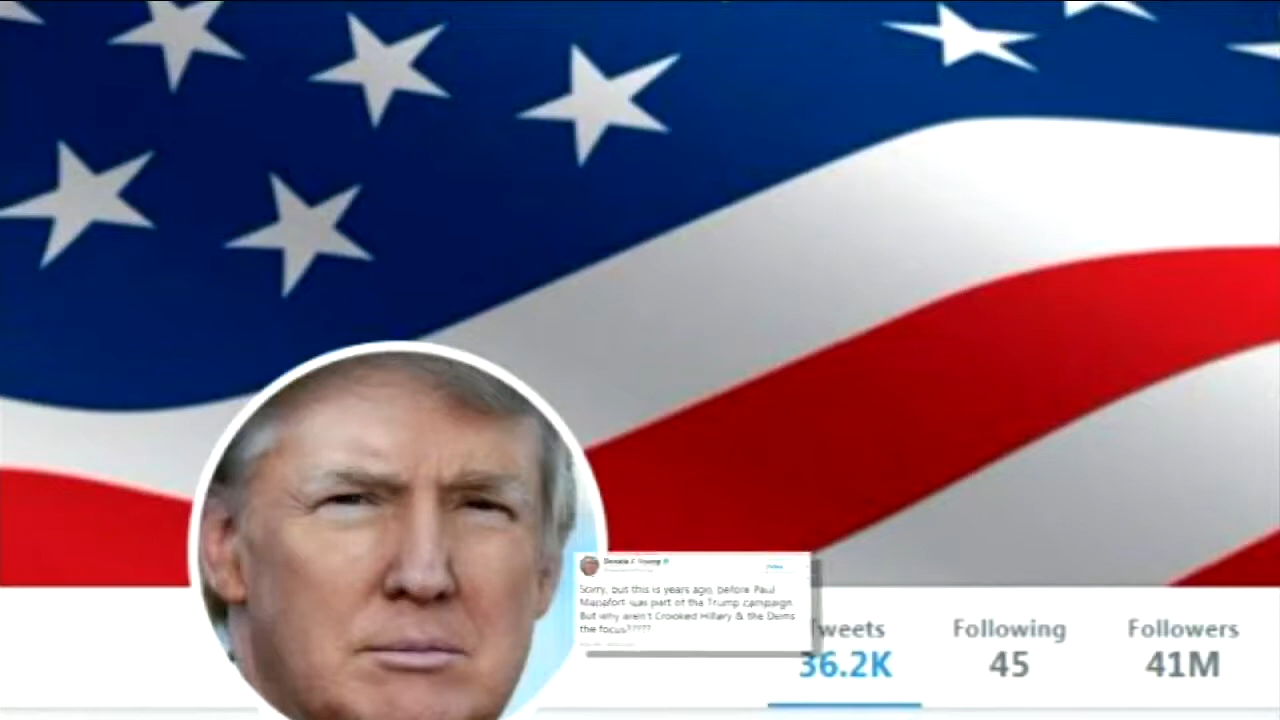 Donald J. Trump
Sorry, but this is years ago, before Paul
Manafort was part of the Trump campaign.
But why aren't Crooked Hillary & the Dems
the focus?????
Tweets Following Followers
36.2K 45 41M